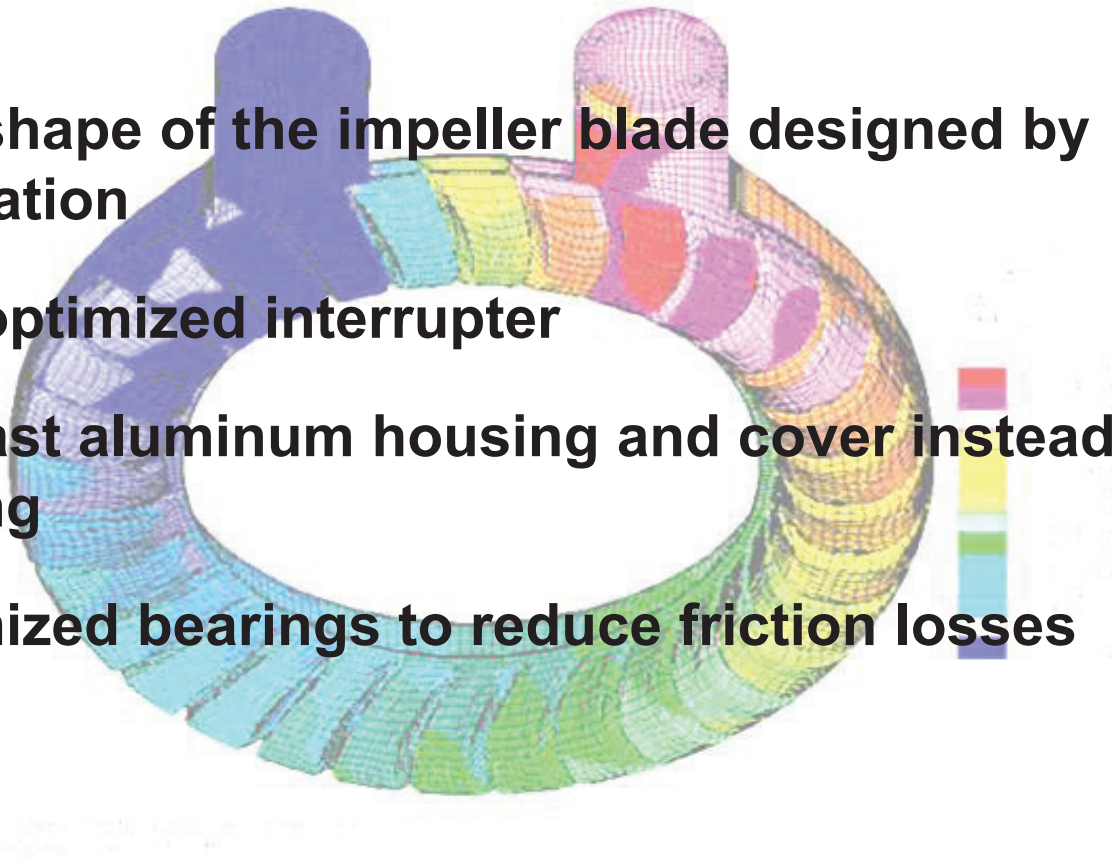 shape of the impeller blade designed by
ation
optimized interrupter
ast aluminum housing and cover instead
ng
nized bearings to reduce friction losses